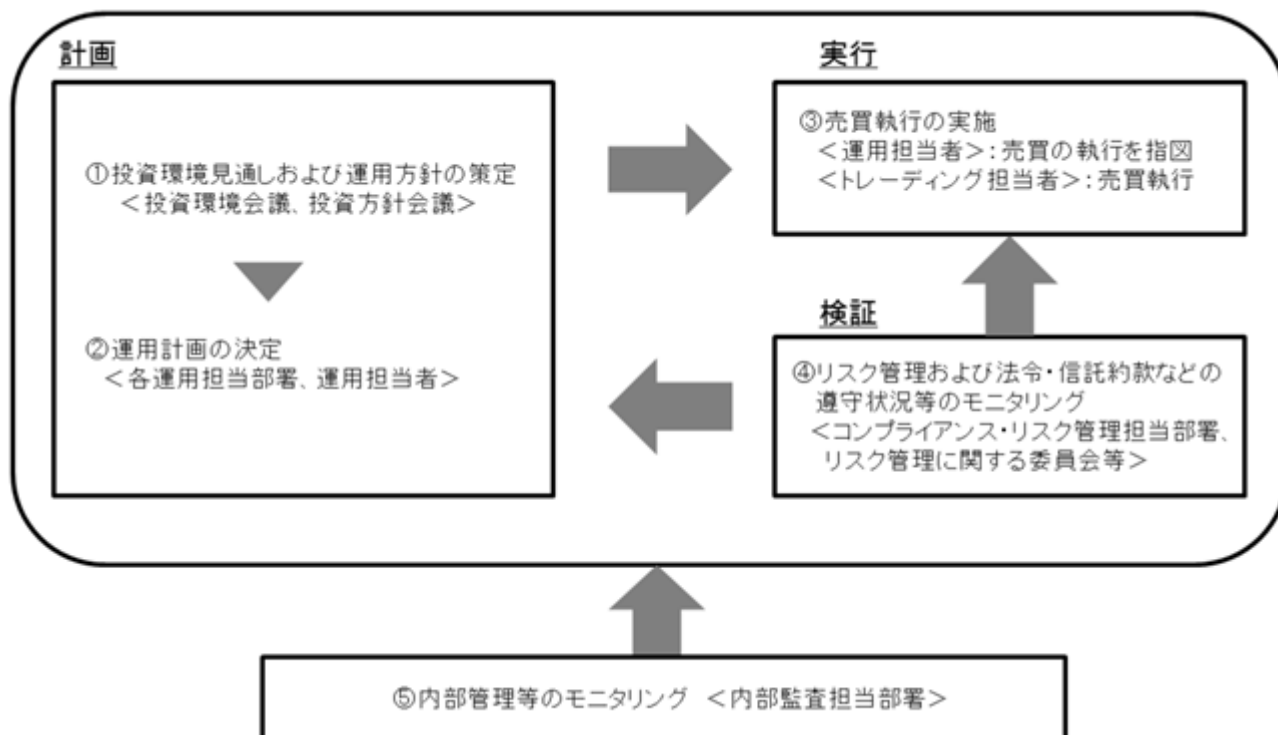 計画
①投資環境見通しおよび運用方針の策定
<投資環境会議、投資方針会議>
②運用計画の決定
<各運用担当部署、運用担当者>
実行
③売買執行の実施
<運用担当者>:売買の執行を指図
<トレーディング担当者>:売買執行
検証
④リスク管理および法令・信託約款などの
遵守状況等のモニタリング
<コンプライアンス・リスク管理担当部署、
リスク管理に関する委員会等>
⑤内部管理等のモニタリング <内部監査担当部署>